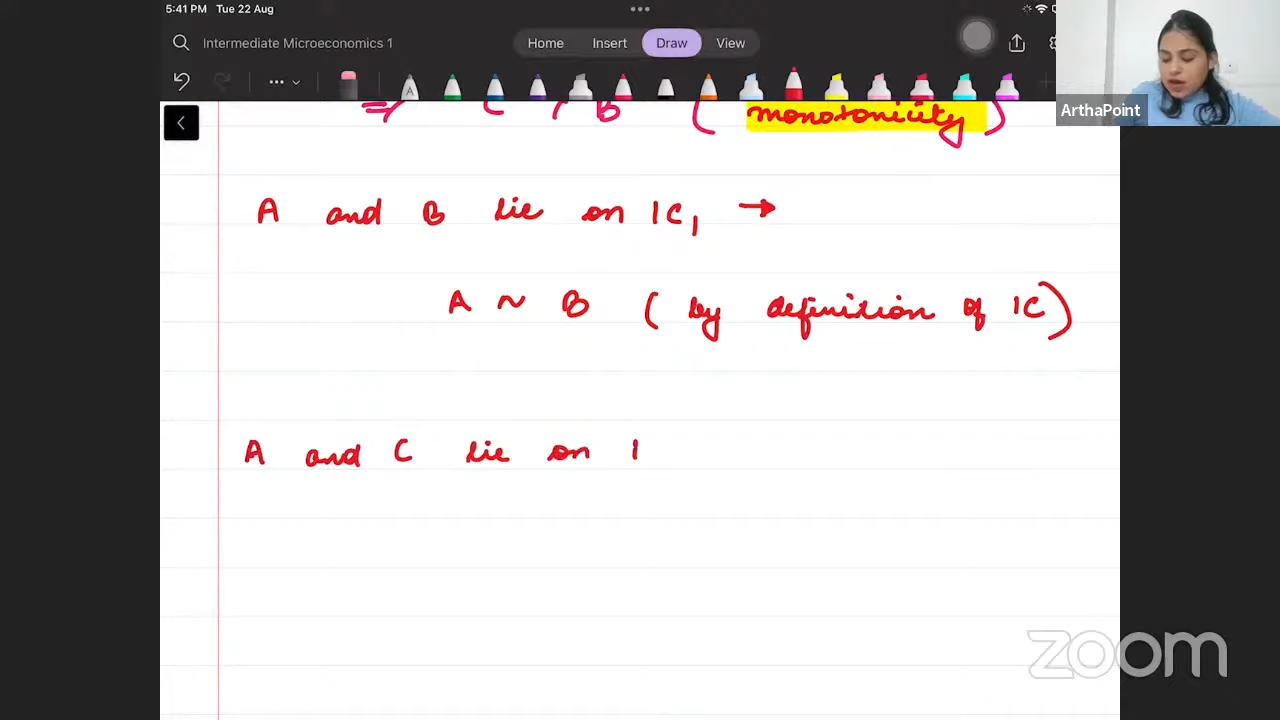 5:41 PM Tue 22 Aug
Intermediate Microeconomics 1
Home Insert Draw View
A
ArthaPoint
⇒ C > B (monotonicity)
A and B lie on IC₁ →
A ~ B (by definition of IC)
A and C lie on I
zoom